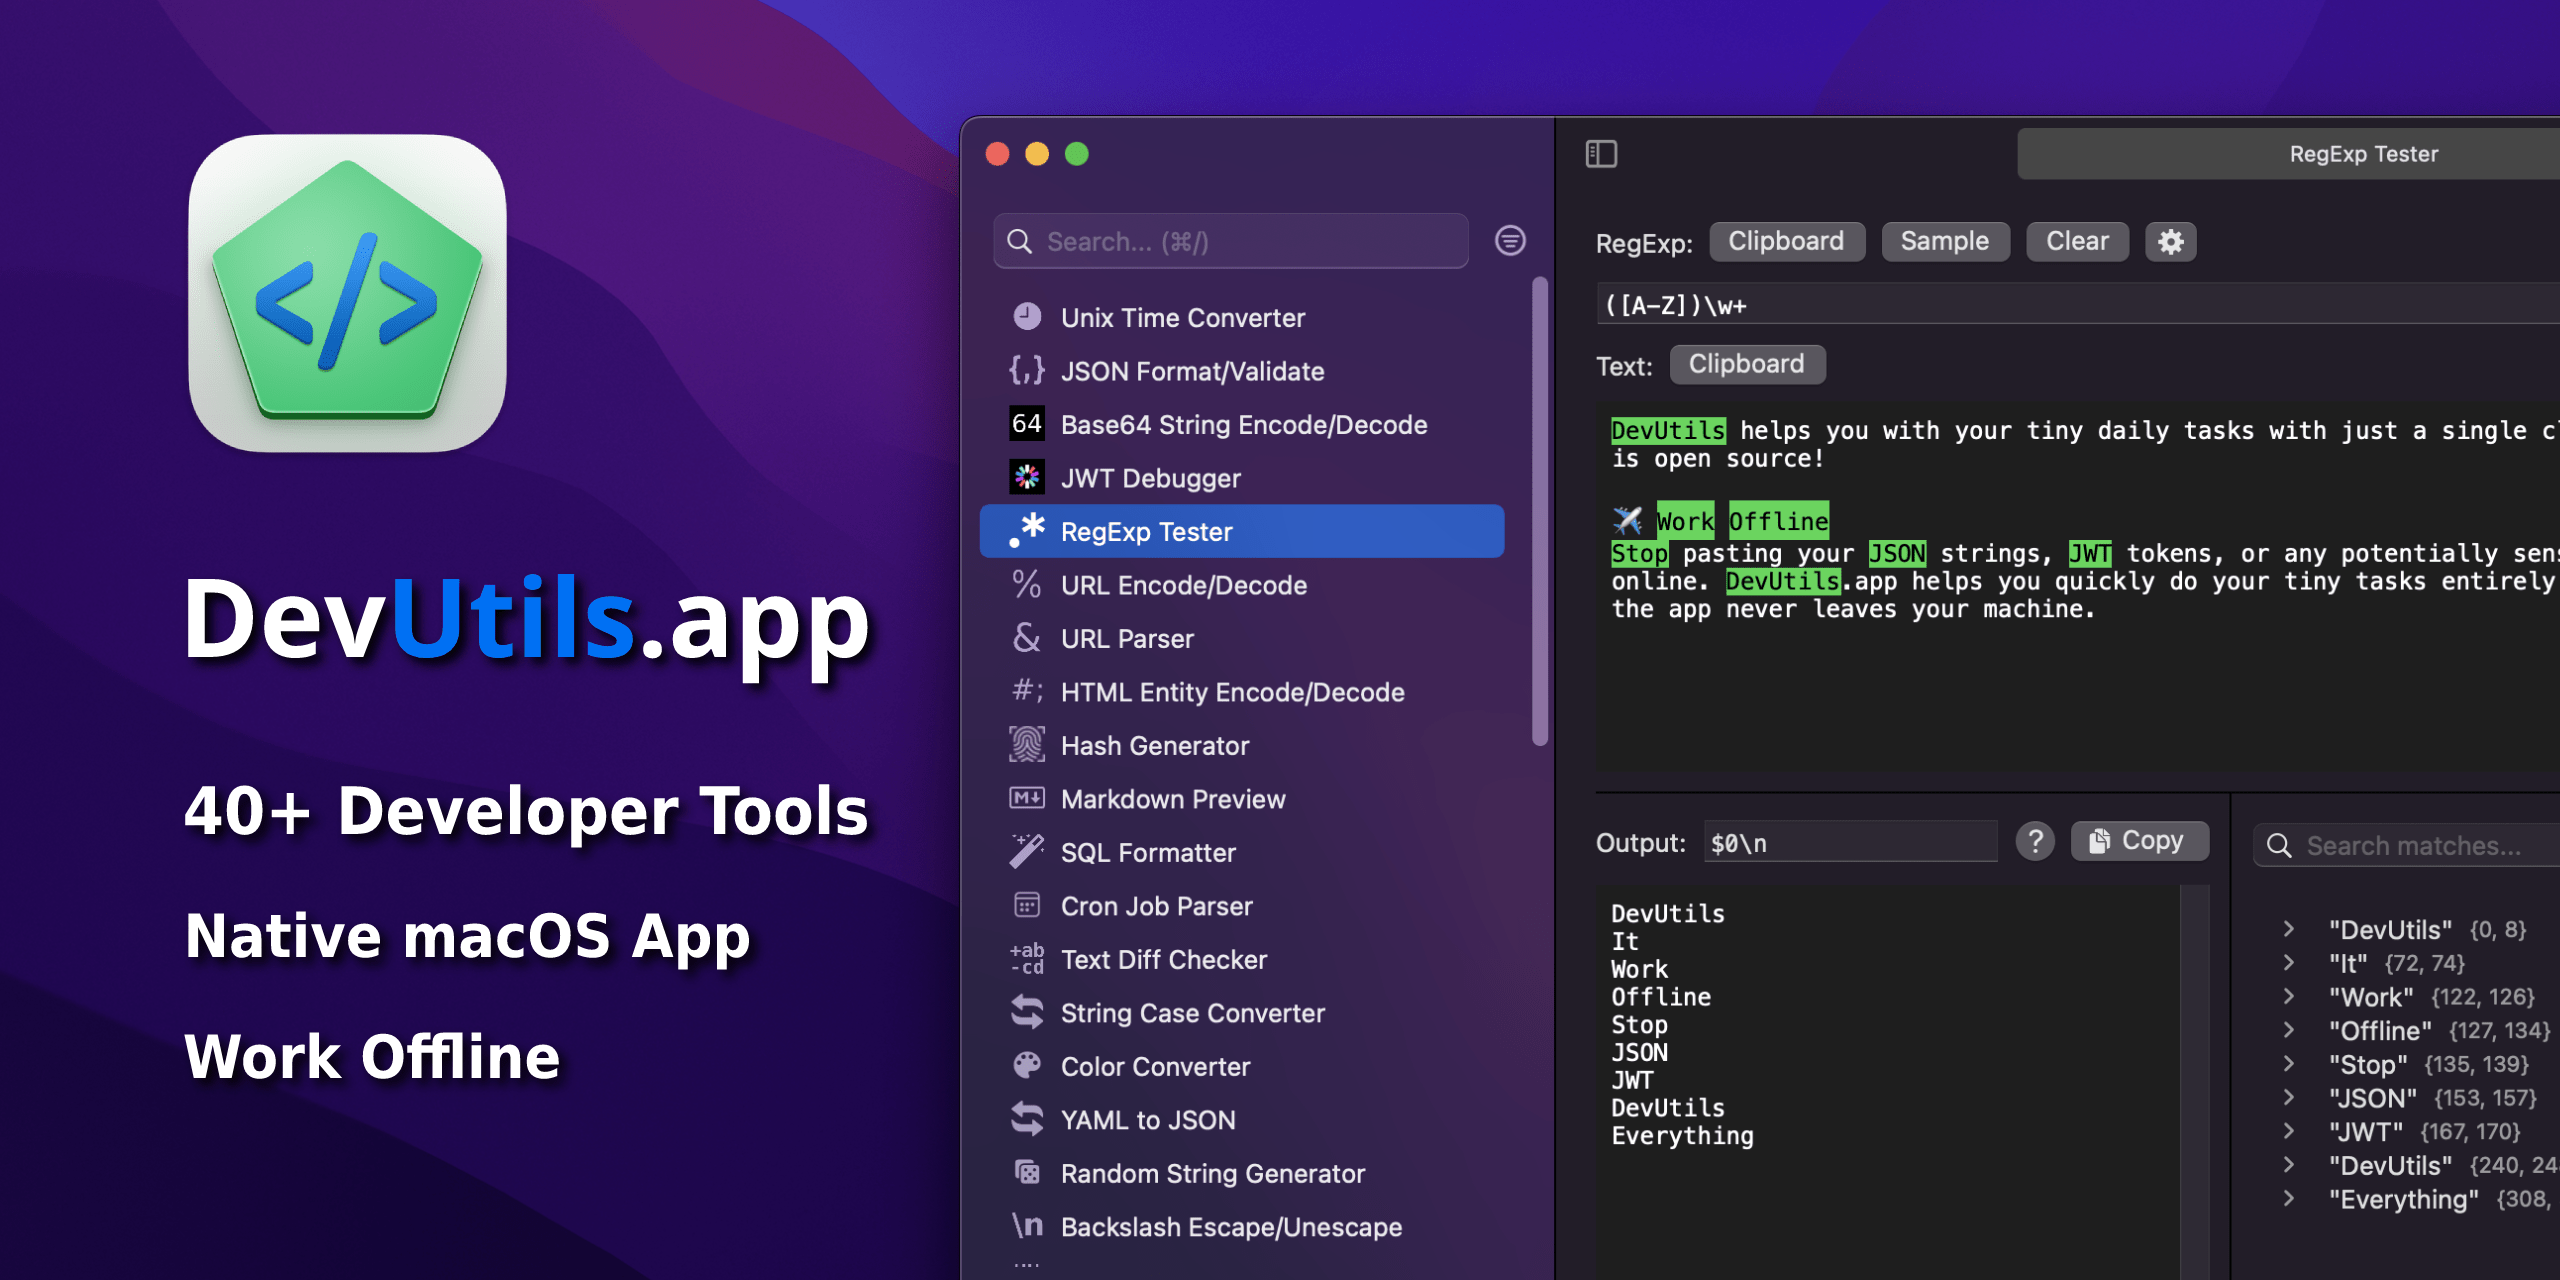 DevUtils.app
40+ Developer Tools
Native macOS App
Work Offline
Search... (⌘/)
Unix Time Converter
{,} JSON Format/Validate
64 Base64 String Encode/Decode
JWT Debugger
.* RegExp Tester
% URL Encode/Decode
& URL Parser
#; HTML Entity Encode/Decode
Hash Generator
M↓ Markdown Preview
SQL Formatter
Cron Job Parser
+ab
-cd Text Diff Checker
String Case Converter
Color Converter
YAML to JSON
Random String Generator
\n Backslash Escape/Unescape
RegExp Tester
RegExp: Clipboard Sample Clear
([A-Z])\w+
Text: Clipboard
DevUtils helps you with your tiny daily tasks with just a single
is open source!
✈️ Work Offline
Stop pasting your JSON strings, JWT tokens, or any potentially
online. DevUtils.app helps you quickly do your tiny tasks entirely
the app never leaves your machine.
Output: $0\n ? Copy
DevUtils
It
Work
Offline
Stop
JSON
JWT
DevUtils
Everything
Search matches...
"DevUtils" {0, 8}
"It" {72, 74}
"Work" {122, 126}
"Offline" {127, 134}
"Stop" {135, 139}
"JSON" {153, 157}
"JWT" {167, 170}
"DevUtils" {240,
"Everything" {308,